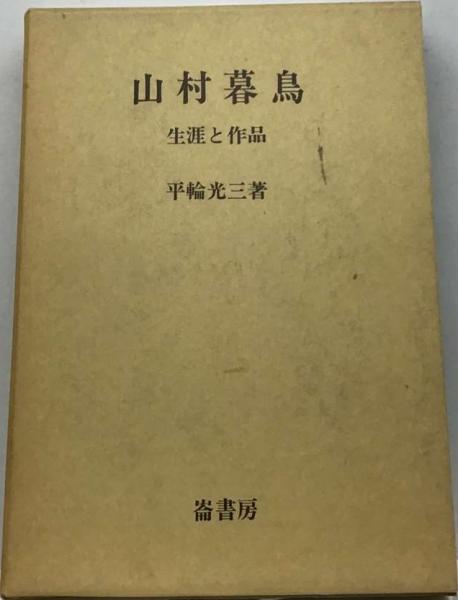 山村暮鳥
生涯と作品
平輪光三著
崙書房